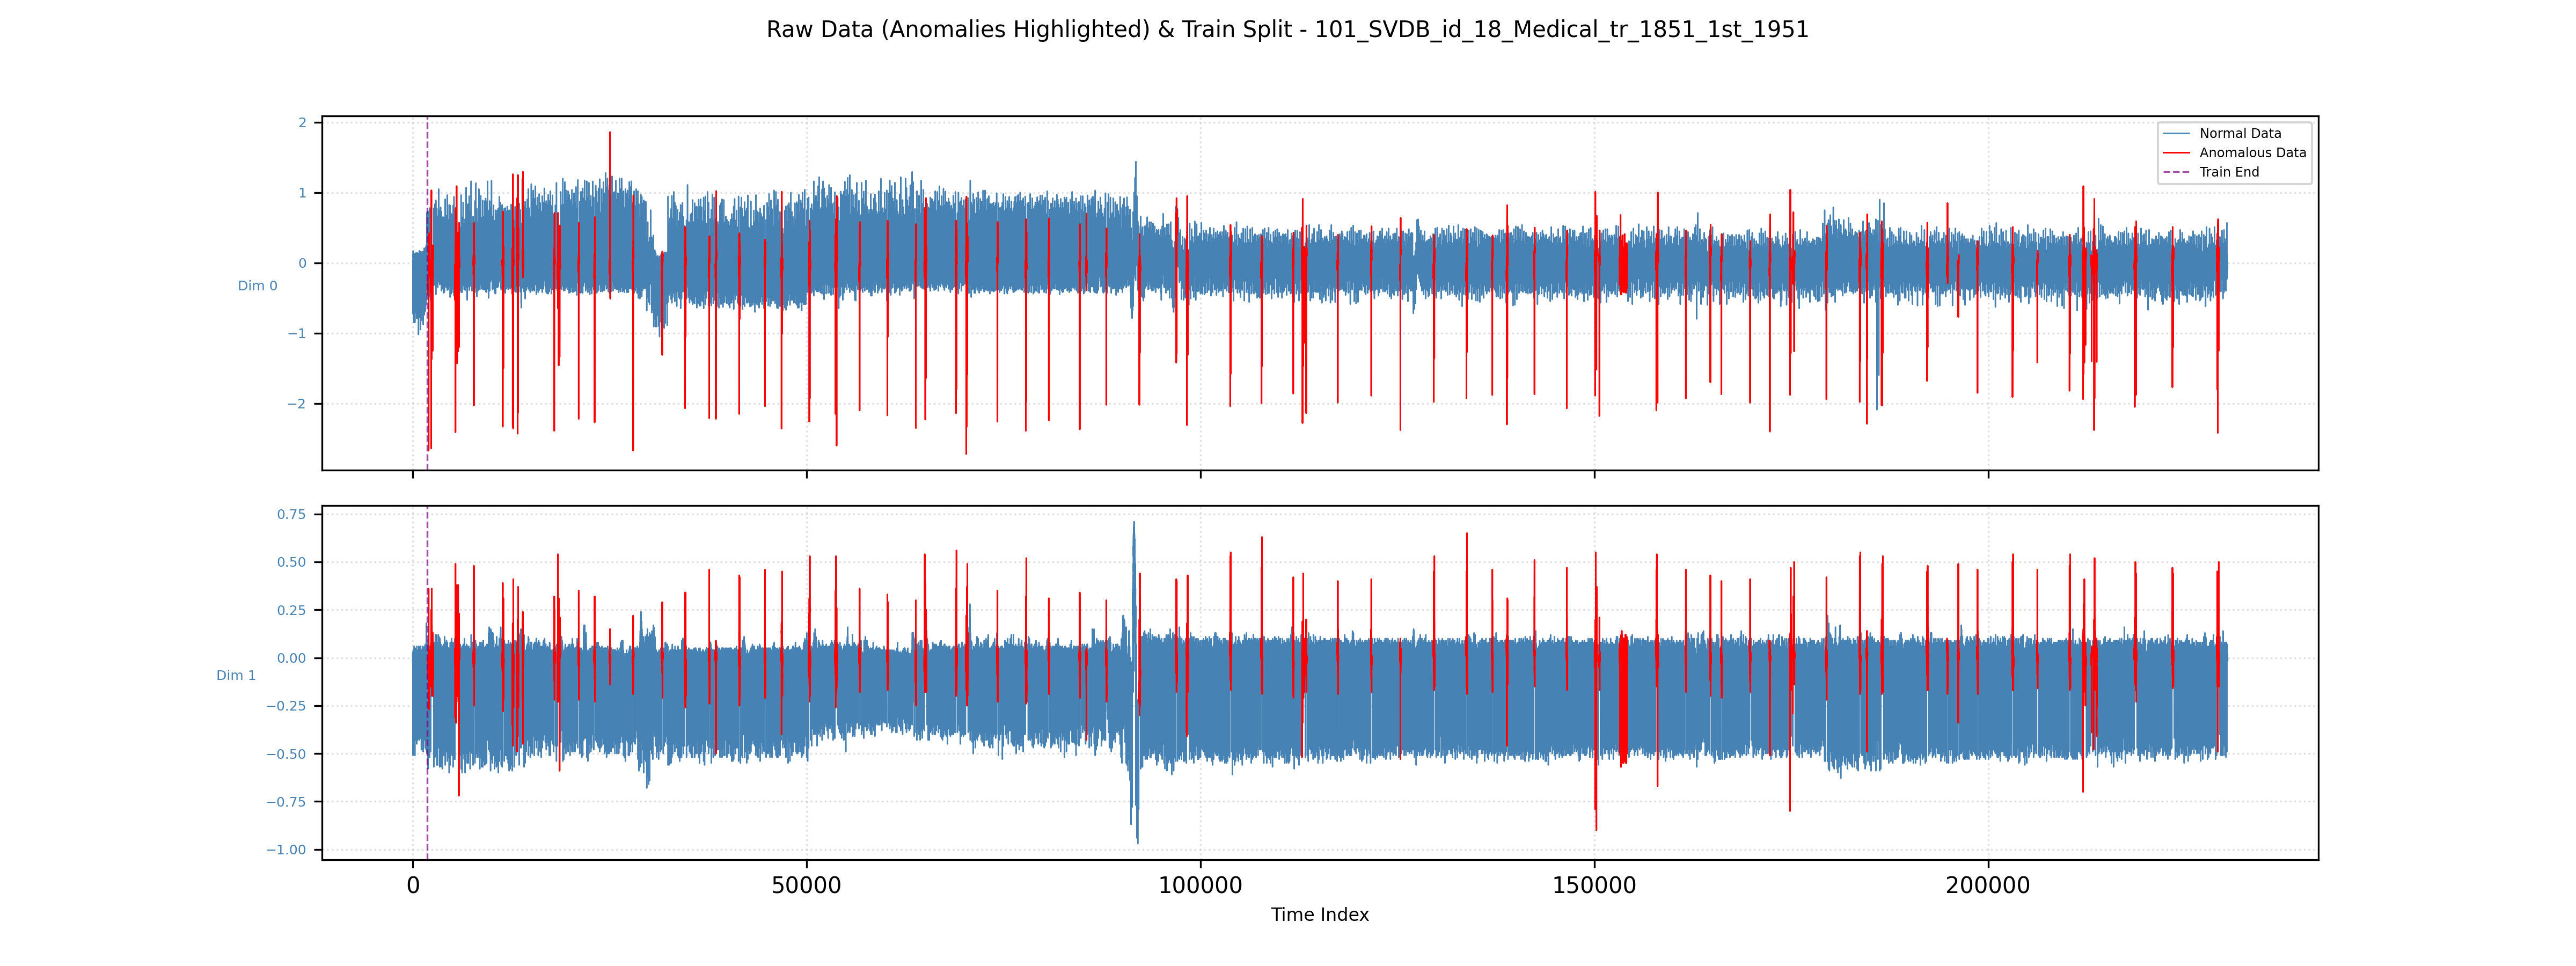 Raw Data (Anomalies Highlighted) & Train Split - 101_SVDB_id_18_Medical_tr_1851_1st_1951
2
1
0
−1
−2
Dim 0
Normal Data
Anomalous Data
Train End
0.75
0.50
0.25
0.00
−0.25
−0.50
−0.75
−1.00
Dim 1
0
50000
100000
150000
200000
Time Index